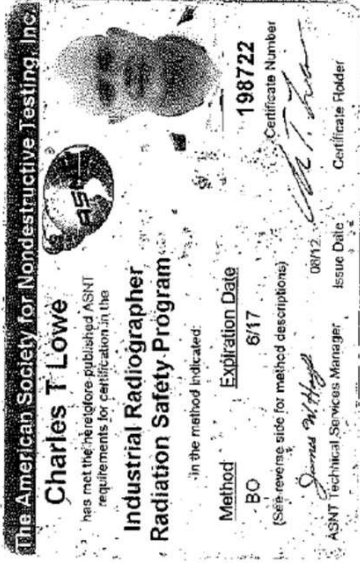 The American Society for Nondestructive Testing, Inc.
ASNT
Charles T Lowe
has met the heretofore published ASNT
requirements for certification in the
Industrial Radiographer
Radiation Safety Program
in the method indicated:
Method Expiration Date
BO 6/17
198722
(See reverse side for method descriptions)
Certificate Number
08/12
ASNT Technical Services Manager Issue Date Certificate Holder